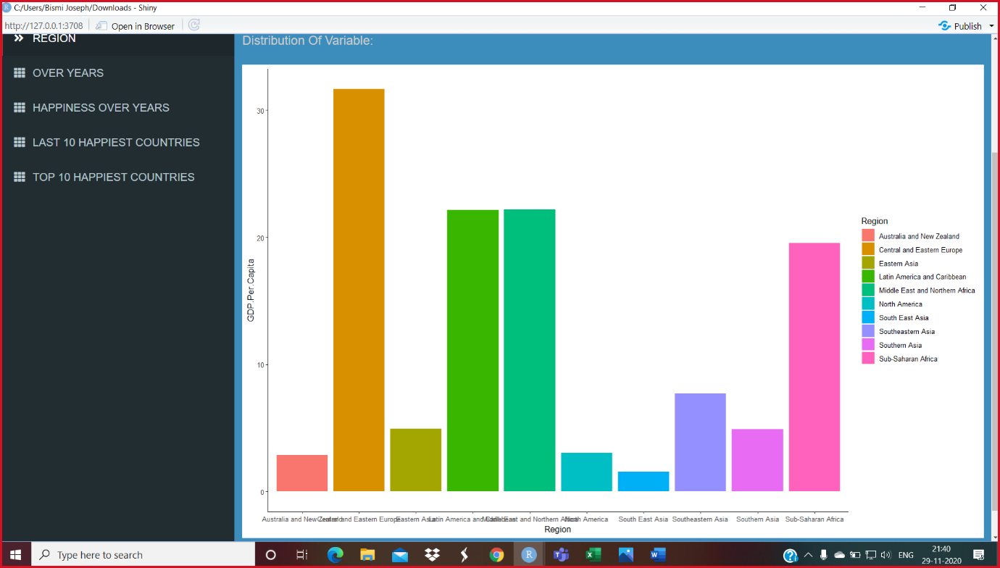 C:/Users/Bismi Joseph/Downloads - Shiny
http://127.0.0.1:3708
Open in Browser
Publish
REGION
OVER YEARS
HAPPINESS OVER YEARS
LAST 10 HAPPIEST COUNTRIES
TOP 10 HAPPIEST COUNTRIES
Distribution Of Variable:
30
20
10
0
GDP.Per.Capita
Australia and New Zealand
Central and Eastern Europe
Eastern Asia
Latin America and Caribbean
Middle East and Northern Africa
North America
South East Asia
Southeastern Asia
Southern Asia
Sub-Saharan Africa
Region
Region
Australia and New Zealand
Central and Eastern Europe
Eastern Asia
Latin America and Caribbean
Middle East and Northern Africa
North America
South East Asia
Southeastern Asia
Southern Asia
Sub-Saharan Africa
Type here to search
ENG
21:40
29-11-2020